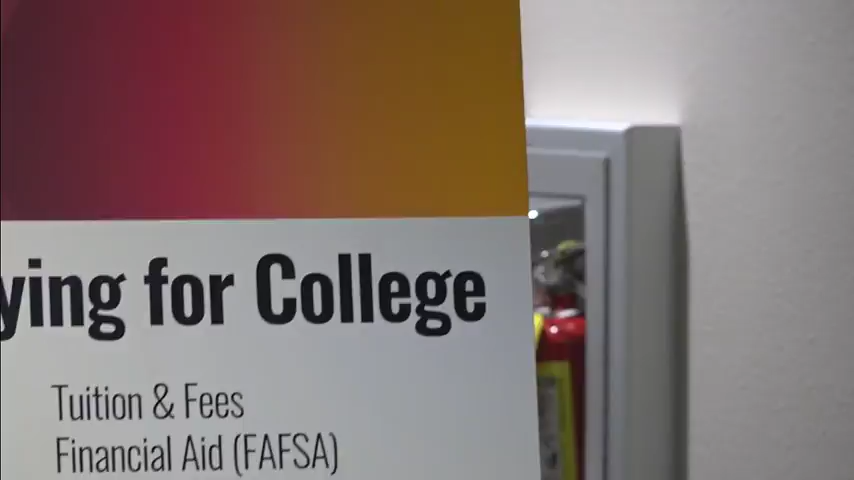 ying for College
Tuition & Fees
Financial Aid (FAFSA)